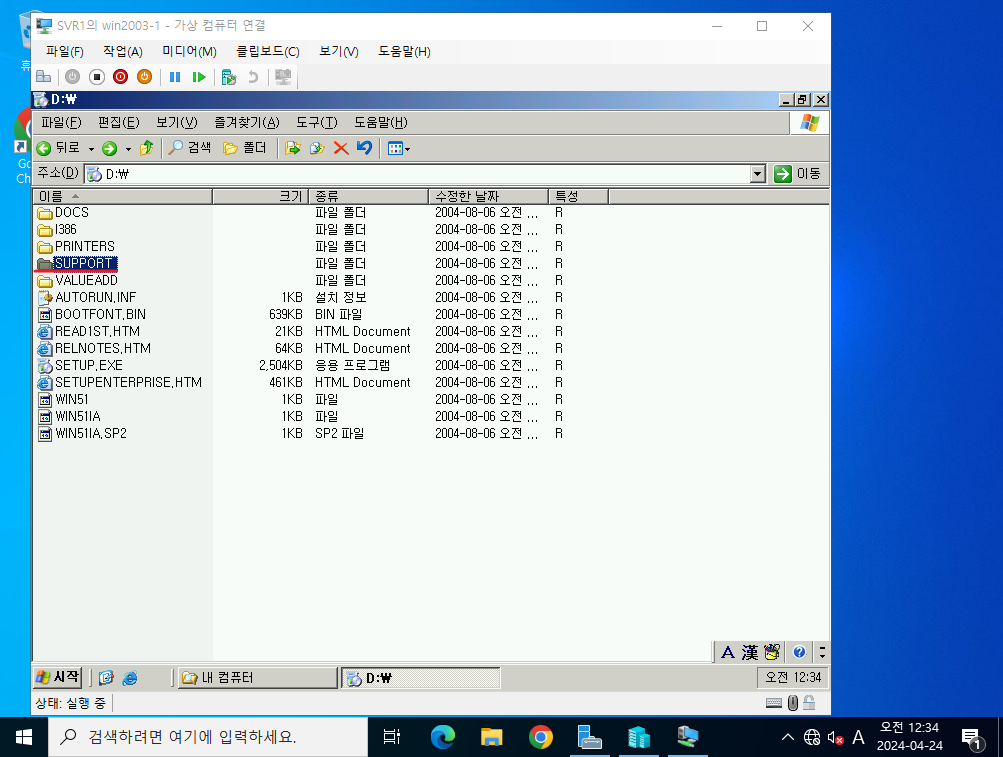 SVR1의 win2003-1 - 가상 컴퓨터 연결
파일(F) 작업(A) 미디어(M) 클립보드(C) 보기(V) 도움말(H)
D:₩
파일(F) 편집(E) 보기(V) 즐겨찾기(A) 도구(T) 도움말(H)
뒤로 검색 폴더
주소(D) D:₩ 이동
이름 크기 종류 수정한 날짜 특성
DOCS 파일 폴더 2004-08-06 오전 ... R
I386 파일 폴더 2004-08-06 오전 ... R
PRINTERS 파일 폴더 2004-08-06 오전 ... R
SUPPORT 파일 폴더 2004-08-06 오전 ... R
VALUEADD 파일 폴더 2004-08-06 오전 ... R
AUTORUN.INF 1KB 설치 정보 2004-08-06 오전 ... R
BOOTFONT.BIN 639KB BIN 파일 2004-08-06 오전 ... R
READ1ST.HTM 21KB HTML Document 2004-08-06 오전 ... R
RELNOTES.HTM 64KB HTML Document 2004-08-06 오전 ... R
SETUP.EXE 2,504KB 응용 프로그램 2004-08-06 오전 ... R
SETUPENTERPRISE.HTM 461KB HTML Document 2004-08-06 오전 ... R
WIN51 1KB 파일 2004-08-06 오전 ... R
WIN51IA 1KB 파일 2004-08-06 오전 ... R
WIN51IA.SP2 1KB SP2 파일 2004-08-06 오전 ... R
A 漢
시작 내 컴퓨터 D:₩ 오전 12:34
상태: 실행 중
휴
Go
Ch
검색하려면 여기에 입력하세요. A 오전 12:34
2024-04-24 1